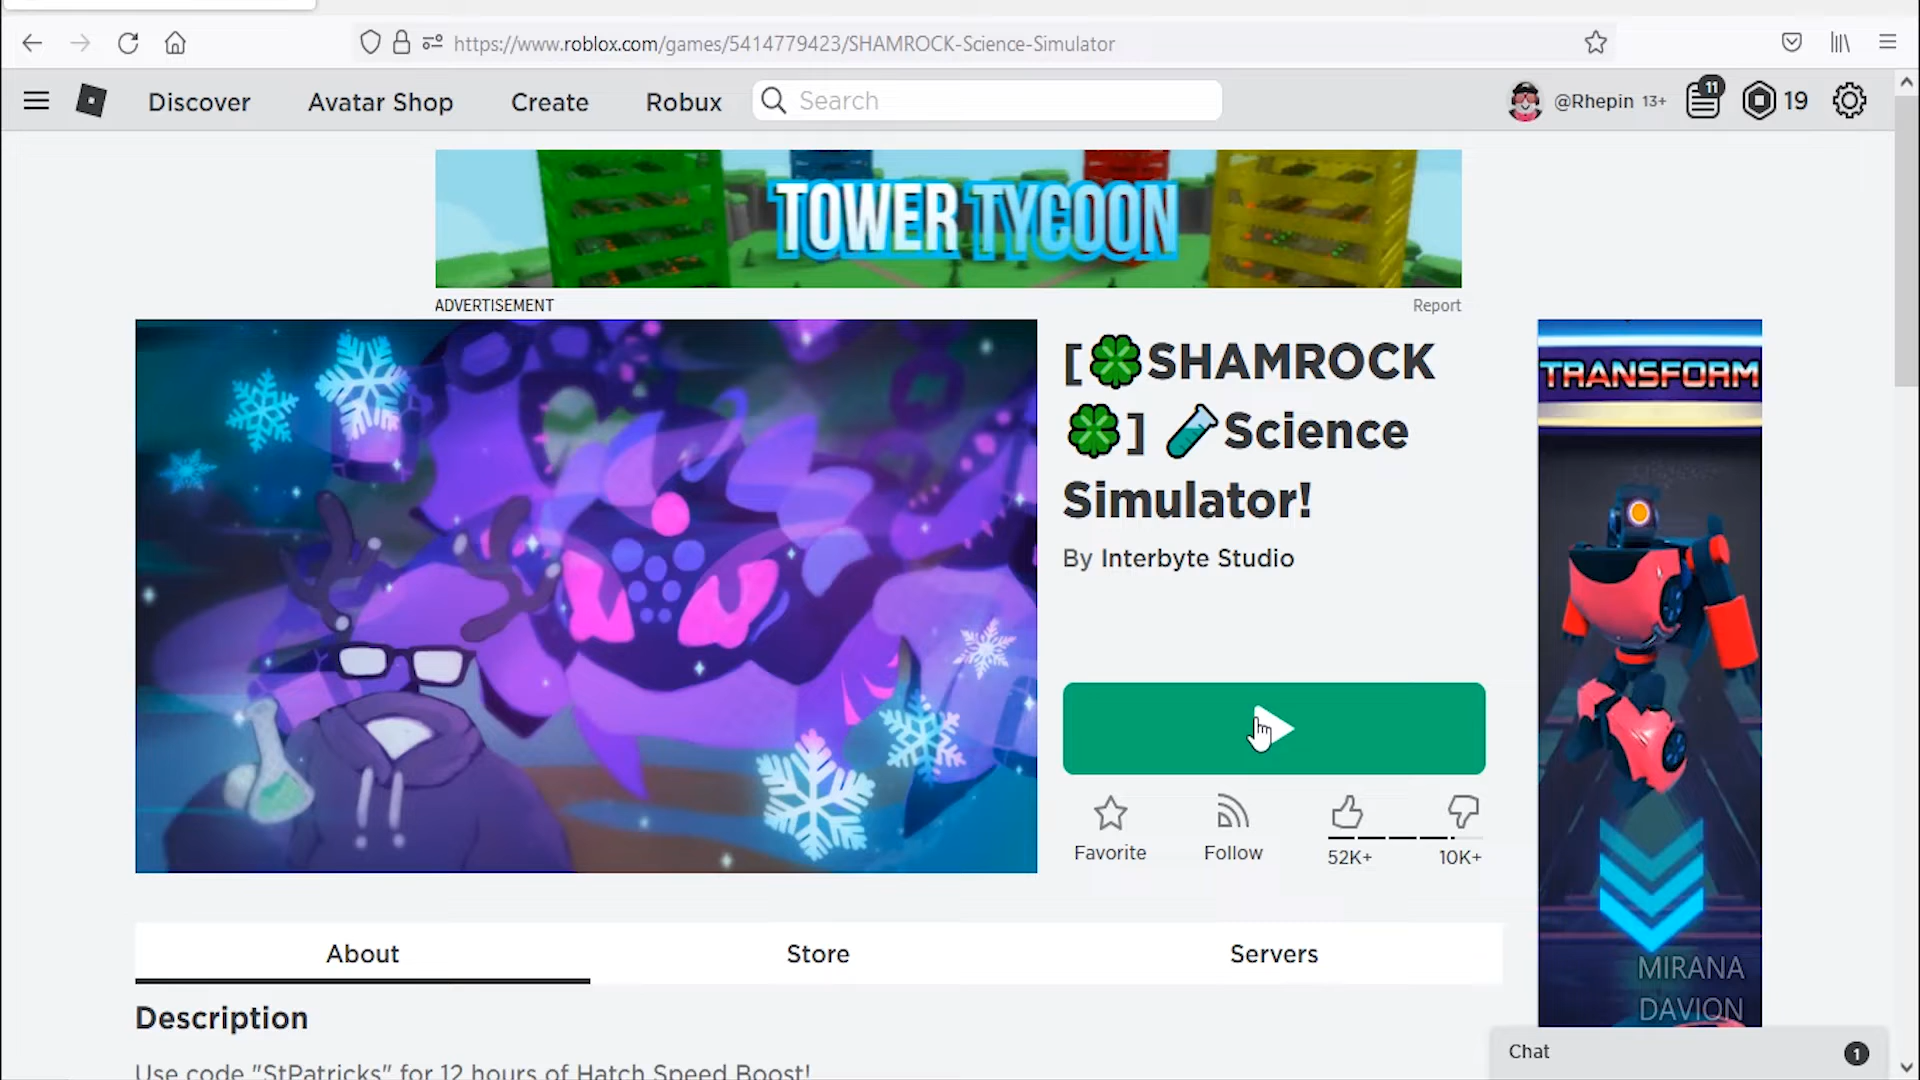 https://www.roblox.com/games/5414779423/SHAMROCK-Science-Simulator
Discover
Avatar Shop
Create
Robux
Search
@Rhepin 13+
11
19
TOWER TYCOON
ADVERTISEMENT
Report
[🍀SHAMROCK
🍀] 🧪Science
Simulator!
By Interbyte Studio
Favorite
Follow
52K+
10K+
TRANSFORM
MIRANA
DAVION
About
Store
Servers
Description
Use code "StPatricks" for 12 hours of Hatch Speed Boost!
Chat
1